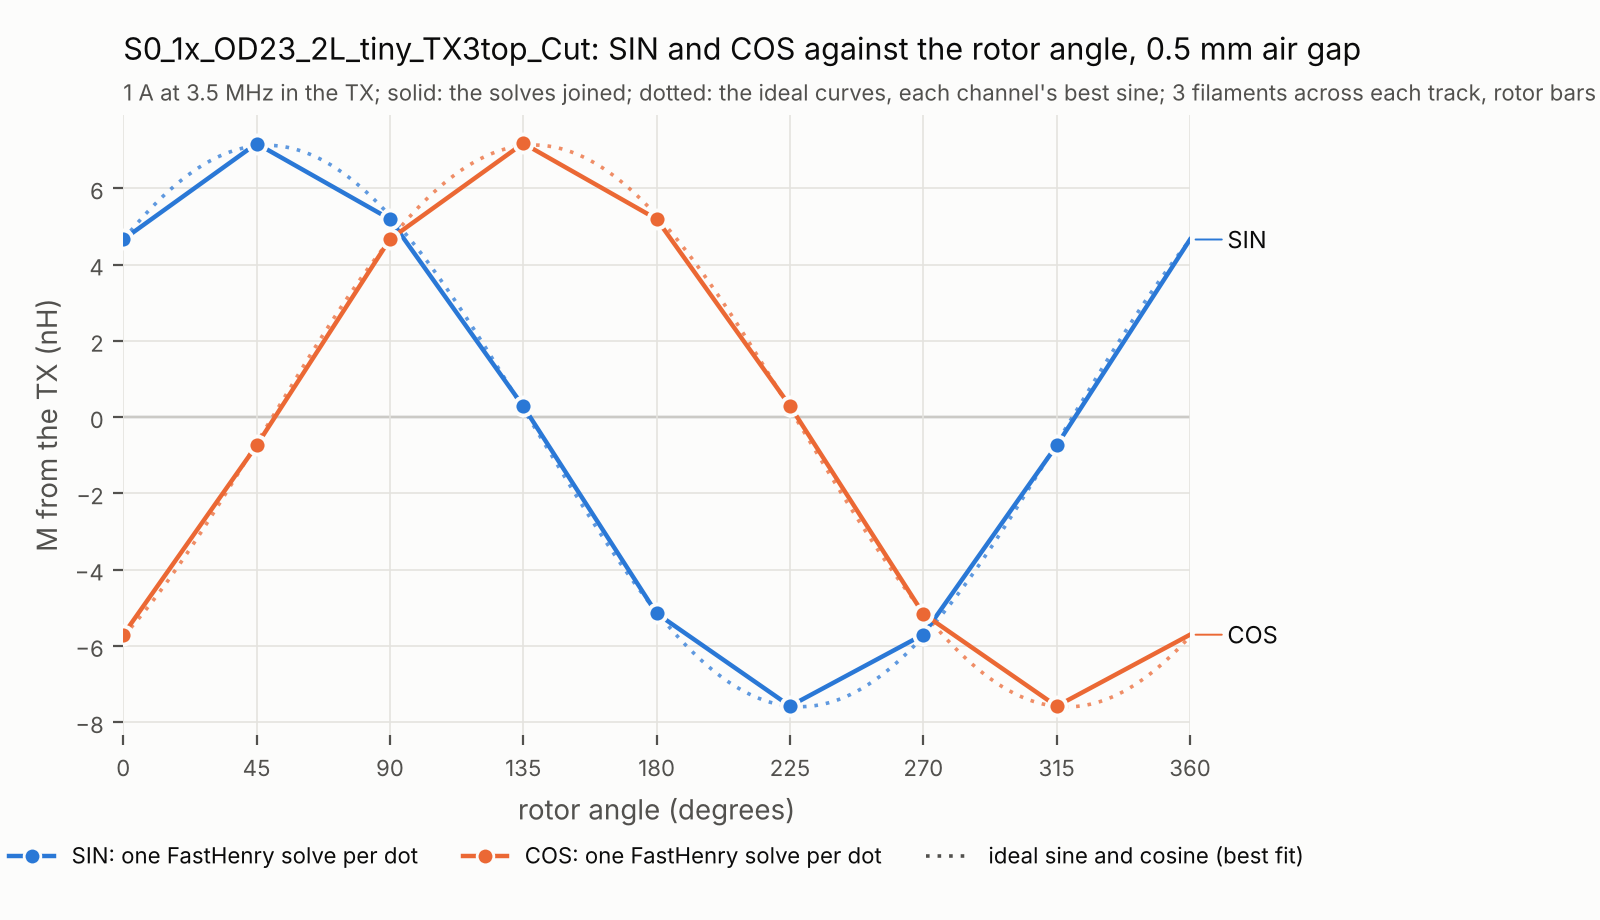 S0_1x_OD23_2L_tiny_TX3top_Cut: SIN and COS against the rotor angle, 0.5 mm air gap
1 A at 3.5 MHz in the TX; solid: the solves joined; dotted: the ideal curves, each channel's best sine; 3 filaments across each track, rotor bars
M from the TX (nH)
6
4
2
0
−2
−4
−6
−8
SIN
COS
0 45 90 135 180 225 270 315 360
rotor angle (degrees)
SIN: one FastHenry solve per dot COS: one FastHenry solve per dot ideal sine and cosine (best fit)